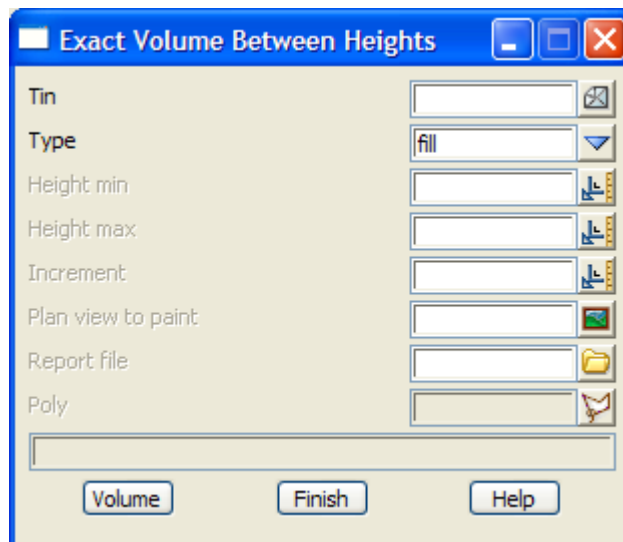 Exact Volume Between Heights
Tin
Type fill
Height min
Height max
Increment
Plan view to paint
Report file
Poly
Volume Finish Help